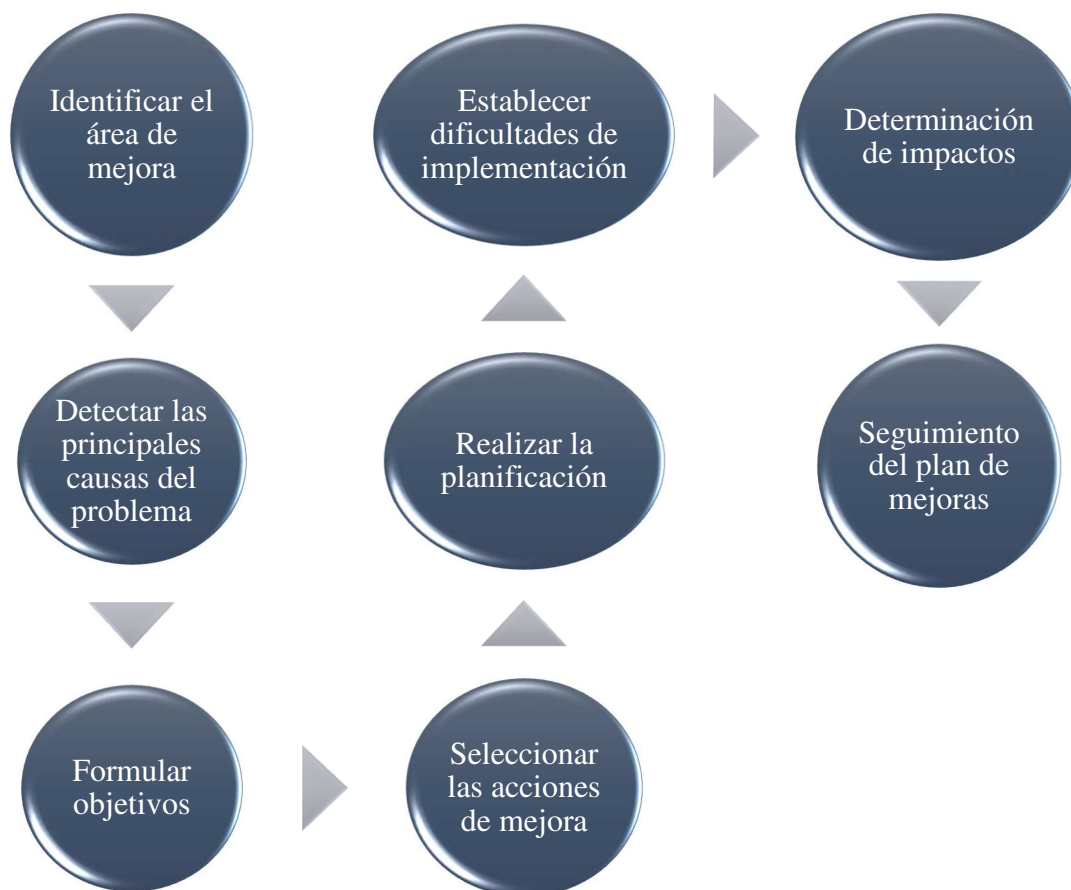 Identificar el
área de
mejora
Detectar las
principales
causas del
problema
Formular
objetivos
Seleccionar
las acciones
de mejora
Realizar la
planificación
Establecer
dificultades de
implementación
Determinación
de impactos
Seguimiento
del plan de
mejoras